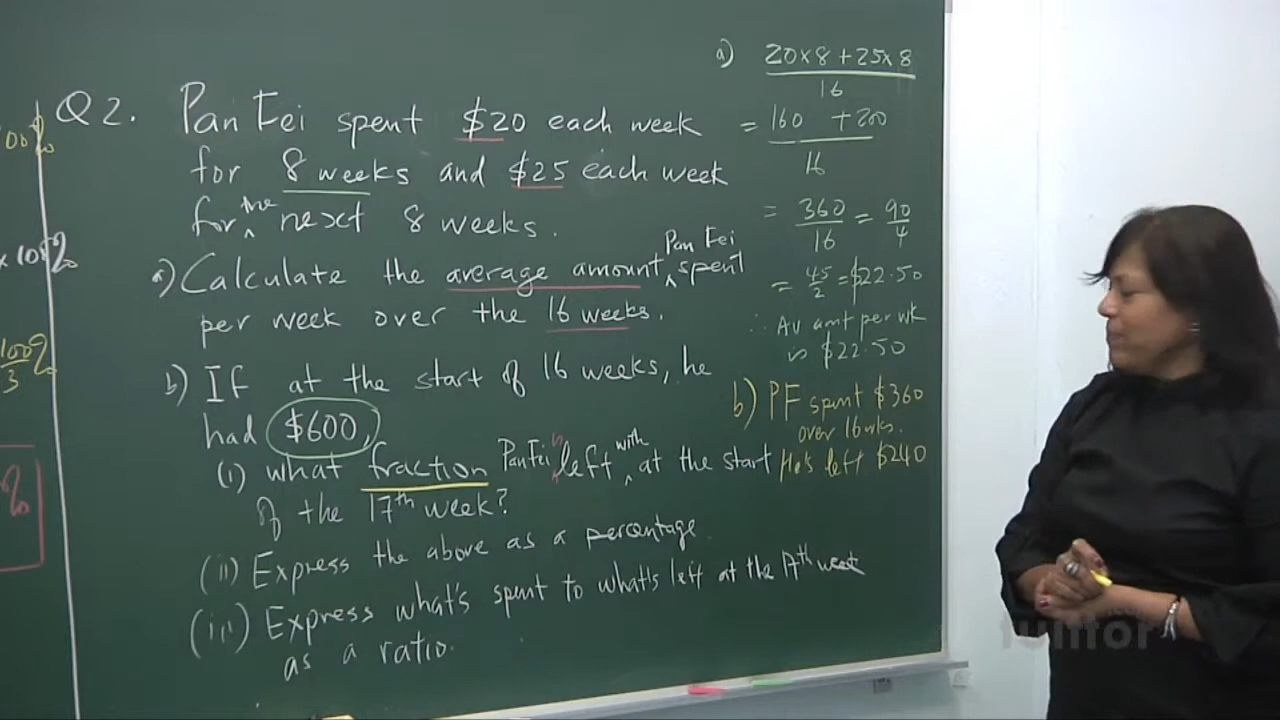 00%
x 100%
100%
3
%
Q2. Pan Fei spent $20 each week
for 8 weeks and $25 each week
for the next 8 weeks.
a) Calculate the average amount Pan Fei spent
per week over the 16 weeks.
b) If at the start of 16 weeks, he
had $600,
(i) what fraction Pan Fei's left with at the start
of the 17th week?
(ii) Express the above as a percentage.
(iii) Express what's spent to what's left at the 17th week
as a ratio.
a) 20×8 + 25×8
16
= 160 + 200
16
= 360/16 = 90/4
= 45/2 = $22.50
∴ Av amt per wk
is $22.50
b) PF spent $360
over 16wks.
He's left $240
tuittor